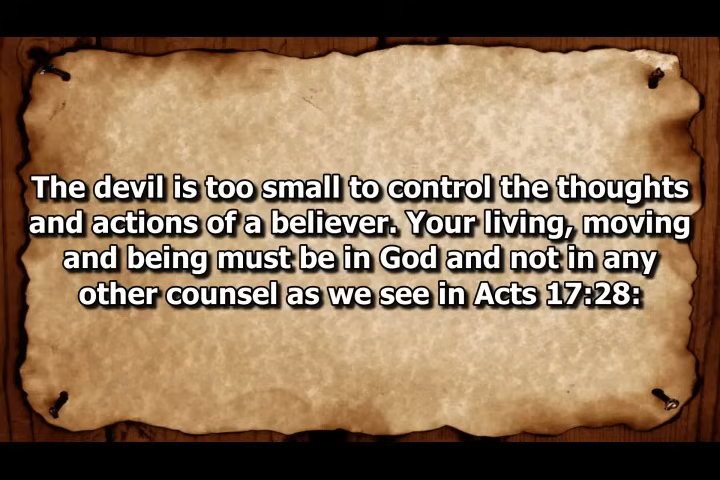 The devil is too small to control the thoughts
and actions of a believer. Your living, moving
and being must be in God and not in any
other counsel as we see in Acts 17:28: